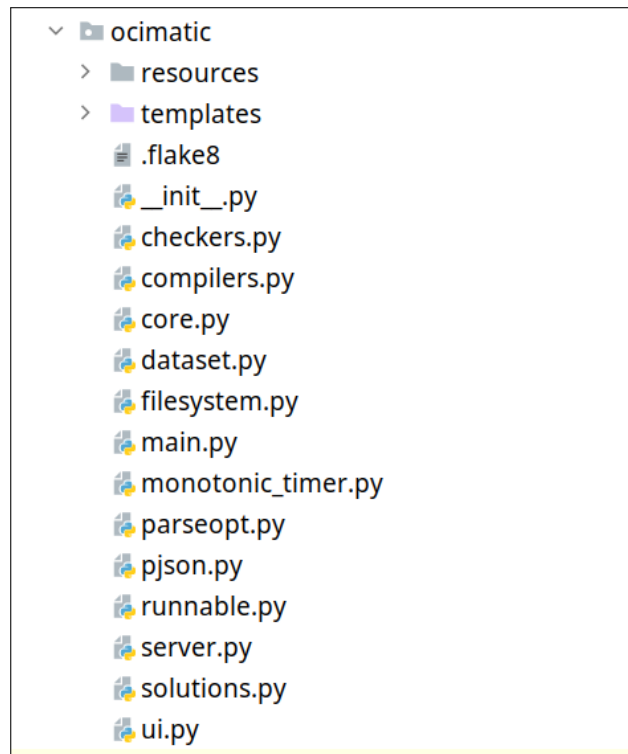 ocimatic
resources
templates
.flake8
__init__.py
checkers.py
compilers.py
core.py
dataset.py
filesystem.py
main.py
monotonic_timer.py
parseopt.py
pjson.py
runnable.py
server.py
solutions.py
ui.py